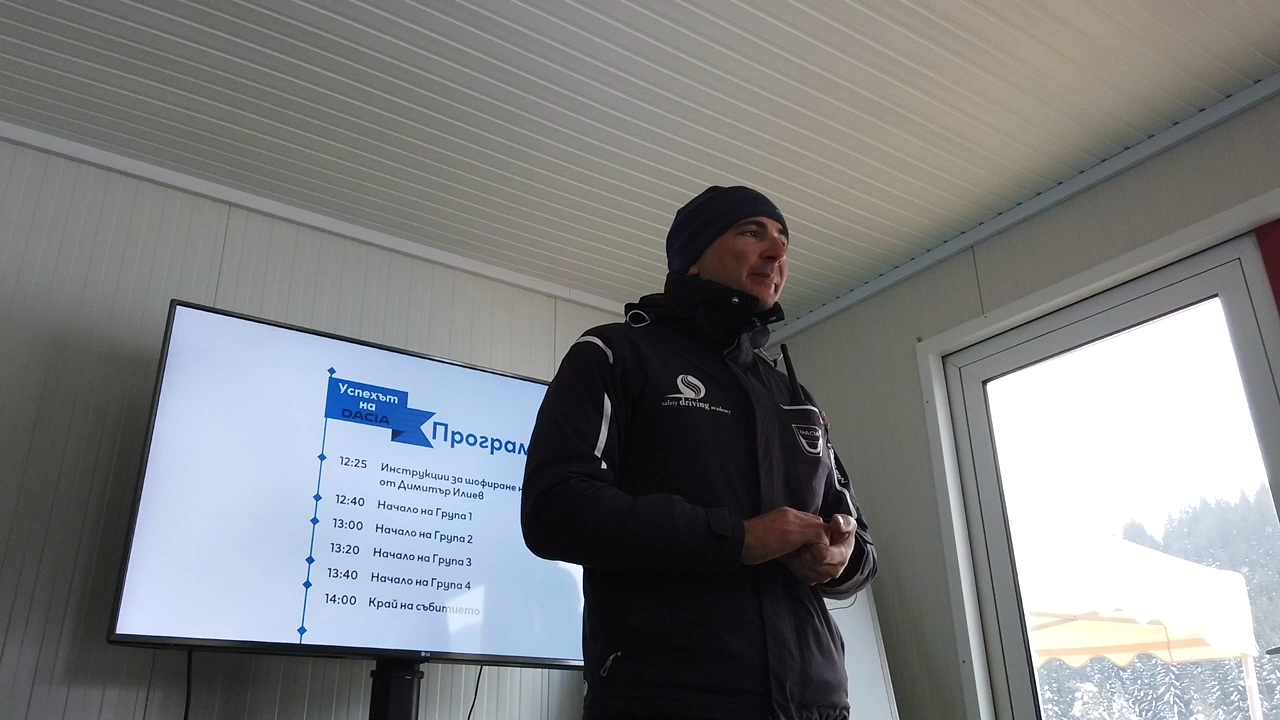 Успехът
на
DACIA
Програм
12:25 Инструкции за шофиране
от Димитър Илиев
12:40 Начало на Група 1
13:00 Начало на Група 2
13:20 Начало на Група 3
13:40 Начало на Група 4
14:00 Край на събитието
LG
safety driving academy
DACIA